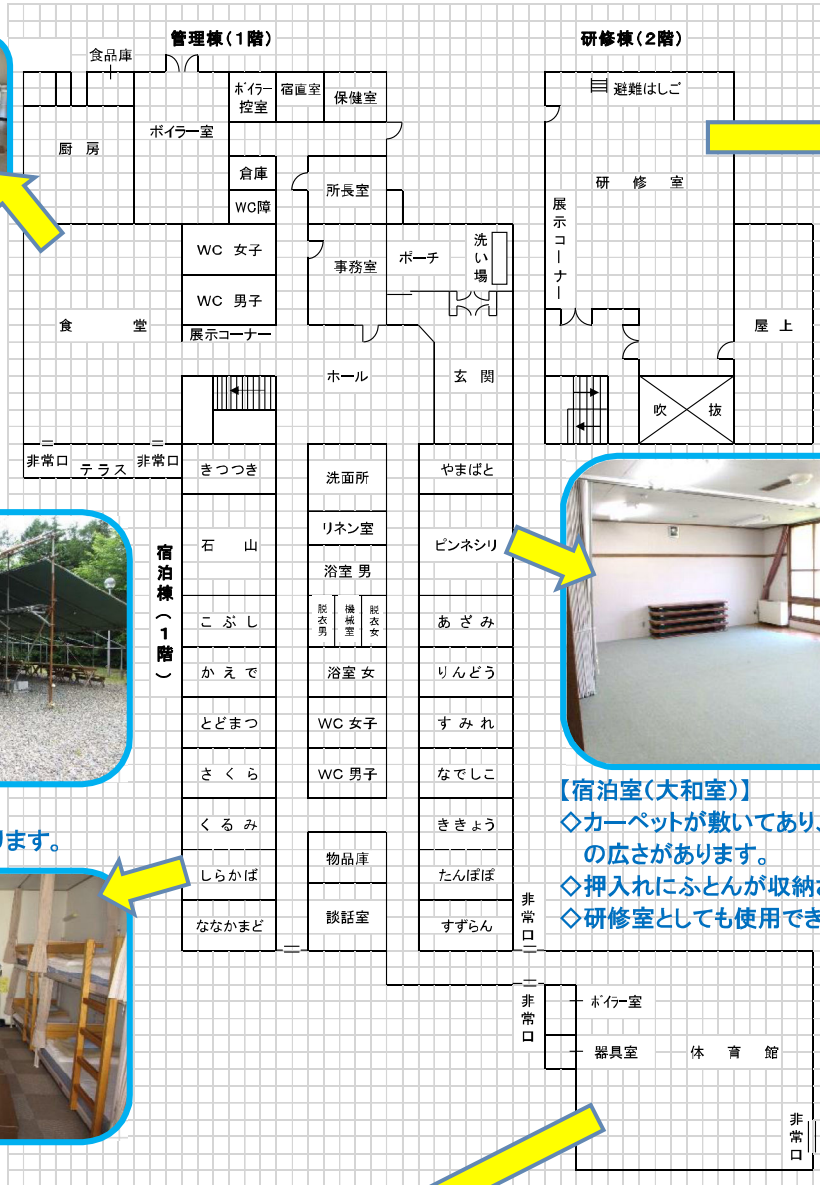 管理棟(1階)
研修棟(2階)
食品庫
ボイラー控室
宿直室
保健室
避難はしご
ボイラー室
厨房
倉庫
所長室
研修室
WC障
展示コーナー
WC 女子
事務室
ポーチ
洗い場
WC 男子
食堂
展示コーナー
屋上
ホール
玄関
吹抜
非常口
テラス
非常口
きつつき
洗面所
やまばと
宿泊棟(1階)
石山
リネン室
ピンネシリ
浴室 男
こぶし
脱衣男
機械室
脱衣女
あざみ
かえで
浴室 女
りんどう
とどまつ
WC 女子
すみれ
さくら
WC 男子
なでしこ
くるみ
ききょう
しらかば
物品庫
たんぽぽ
ななかまど
談話室
すずらん
非常口
【宿泊室(大和室)】
◇カーペットが敷いてあり、
の広さがあります。
◇押入れにふとんが収納
◇研修室としても使用でき
ります。
非常口
ボイラー室
器具室
体育館
非常口